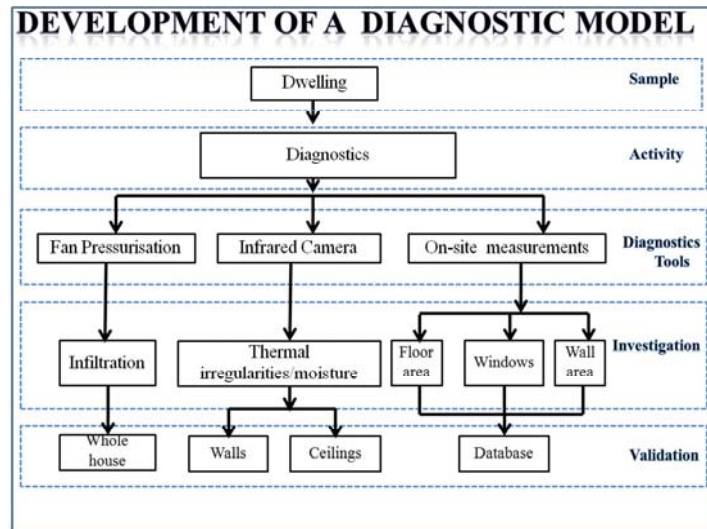 DEVELOPMENT OF A DIAGNOSTIC MODEL
Dwelling
Sample
Diagnostics
Activity
Fan Pressurisation
Infrared Camera
On-site measurements
Diagnostics
Tools
Infiltration
Thermal
irregularities/moisture
Floor
area
Windows
Wall
area
Investigation
Whole
house
Walls
Ceilings
Database
Validation